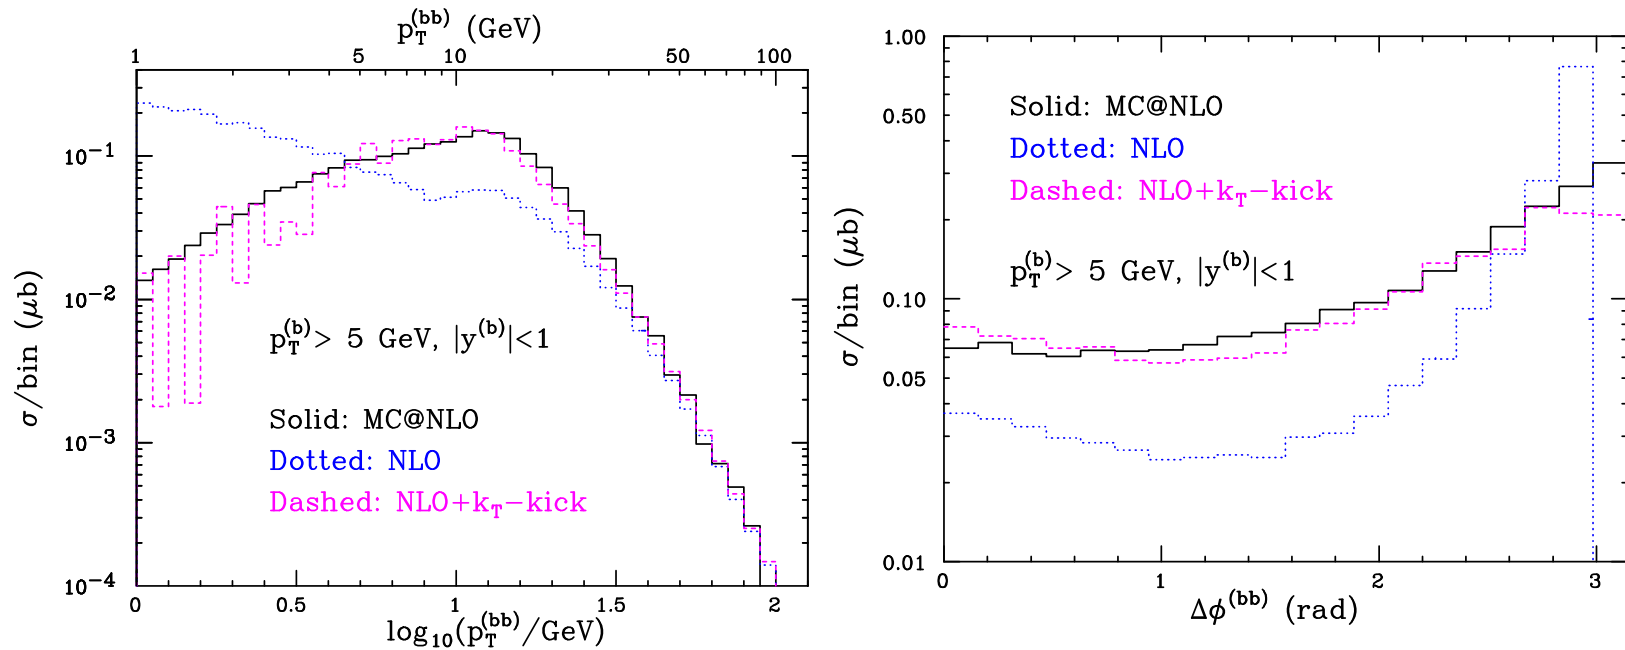 p_T^(bb) (GeV)
1 5 10 50 100
σ/bin (μb)
10^−1
10^−2
10^−3
10^−4
p_T^(b)> 5 GeV, |y^(b)|<1
Solid: MC@NLO
Dotted: NLO
Dashed: NLO+k_T−kick
0 0.5 1 1.5 2
log_10(p_T^(bb)/GeV)
σ/bin (μb)
1.00
0.50
0.10
0.05
0.01
Solid: MC@NLO
Dotted: NLO
Dashed: NLO+k_T−kick
p_T^(b)> 5 GeV, |y^(b)|<1
0 1 2 3
Δϕ^(bb) (rad)